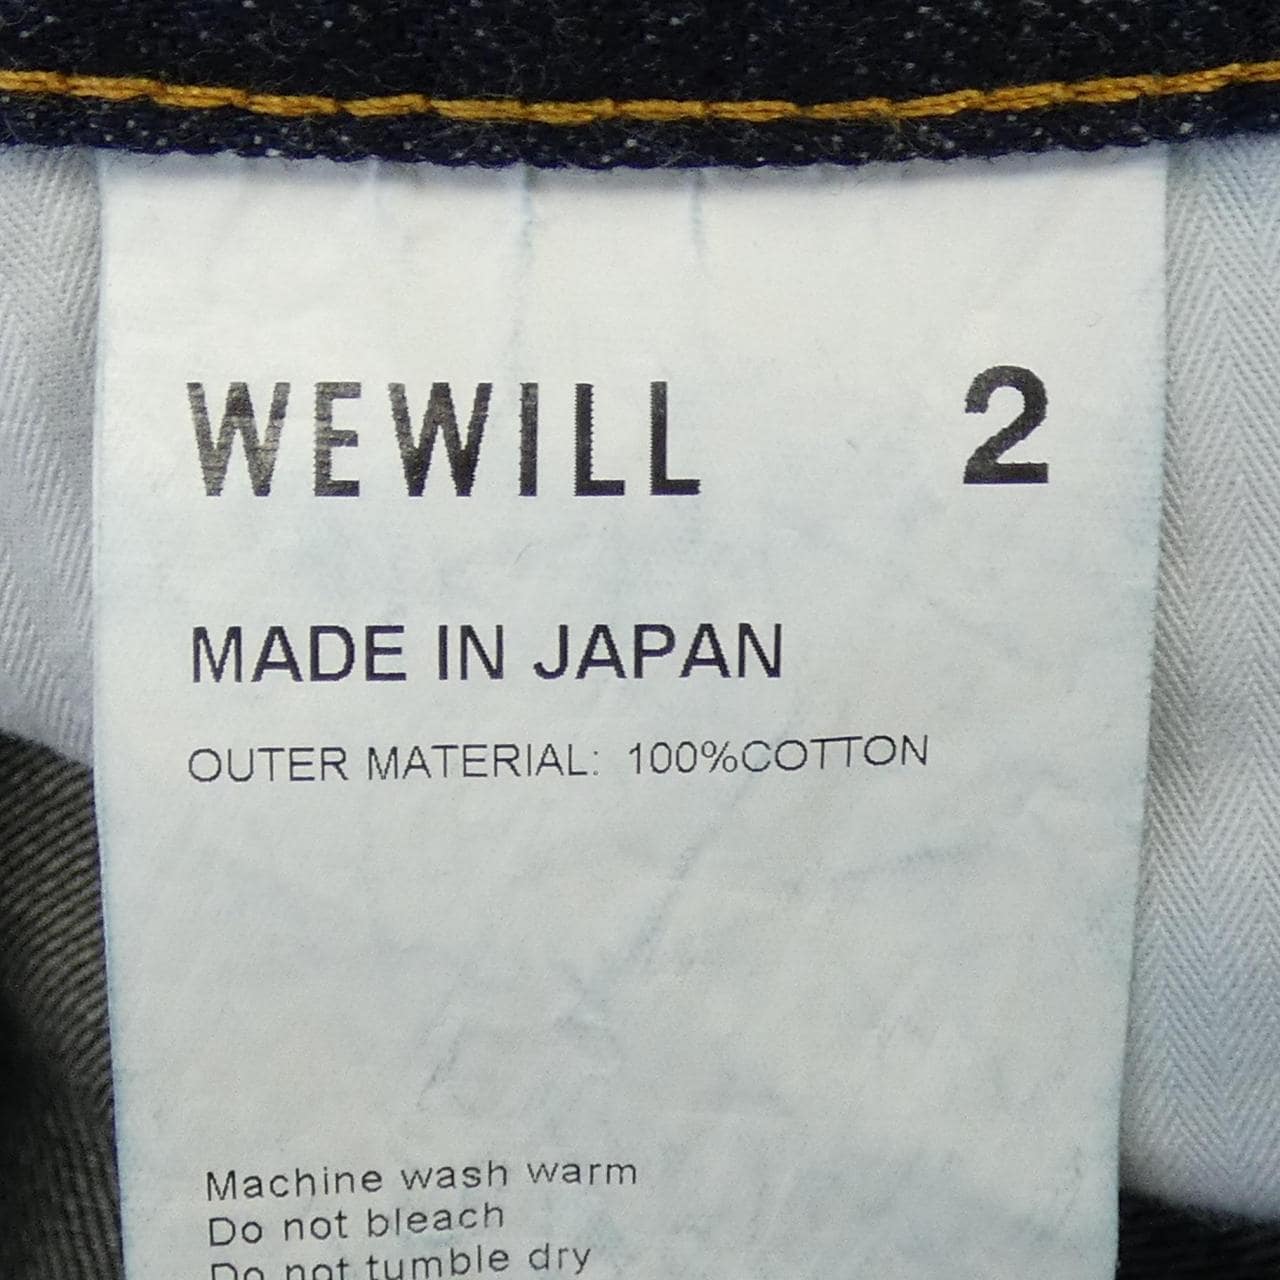 WEWILL 2
MADE IN JAPAN
OUTER MATERIAL: 100%COTTON
Machine wash warm
Do not bleach
Do not tumble dry